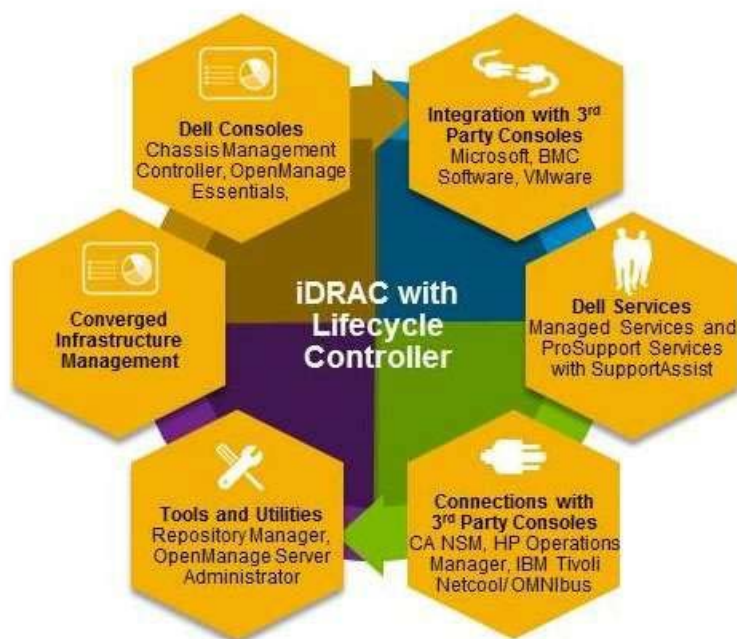 Dell Consoles
Chassis Management
Controller, OpenManage
Essentials,
Integration with 3rd
Party Consoles
Microsoft, BMC
Software, VMware
Converged
Infrastructure
Management
iDRAC with
Lifecycle
Controller
Dell Services
Managed Services and
ProSupport Services
with SupportAssist
Tools and Utilities
Repository Manager,
OpenManage Server
Administrator
Connections with
3rd Party Consoles
CA NSM, HP Operations
Manager, IBM Tivoli
Netcool/ OMNIbus